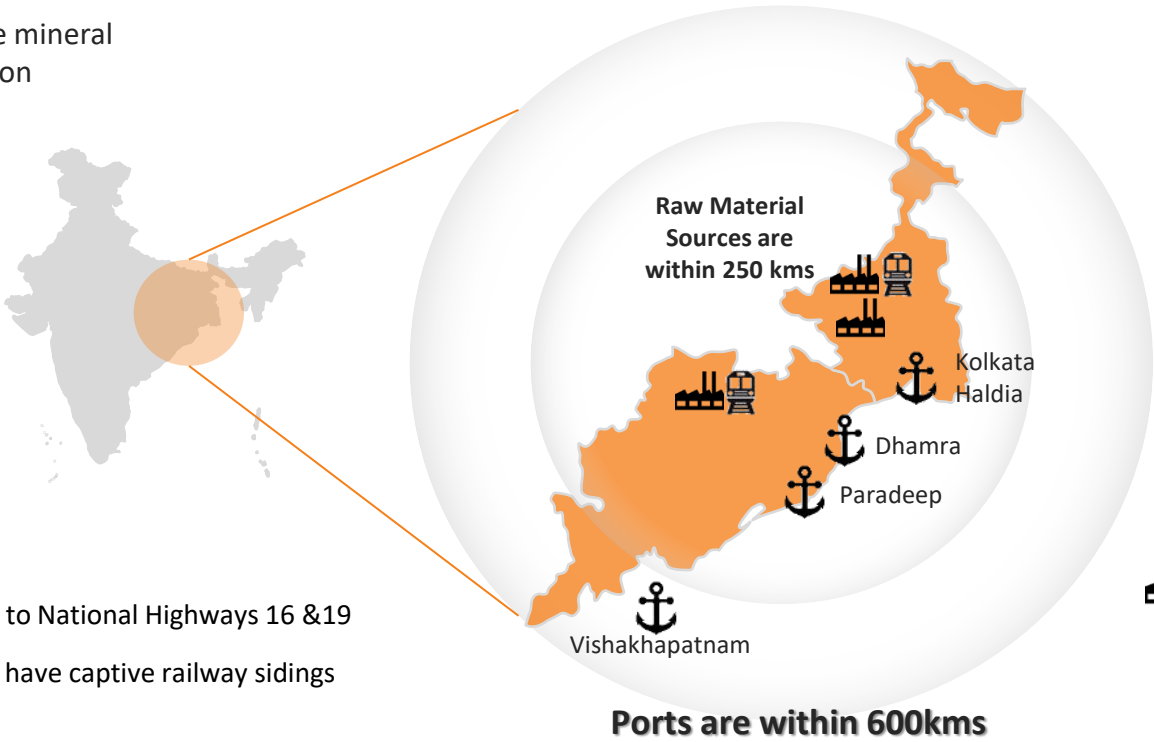 e mineral
on
Raw Material
Sources are
within 250 kms
Kolkata
Haldia
Dhamra
Paradeep
Vishakhapatnam
to National Highways 16 &19
have captive railway sidings
Ports are within 600kms